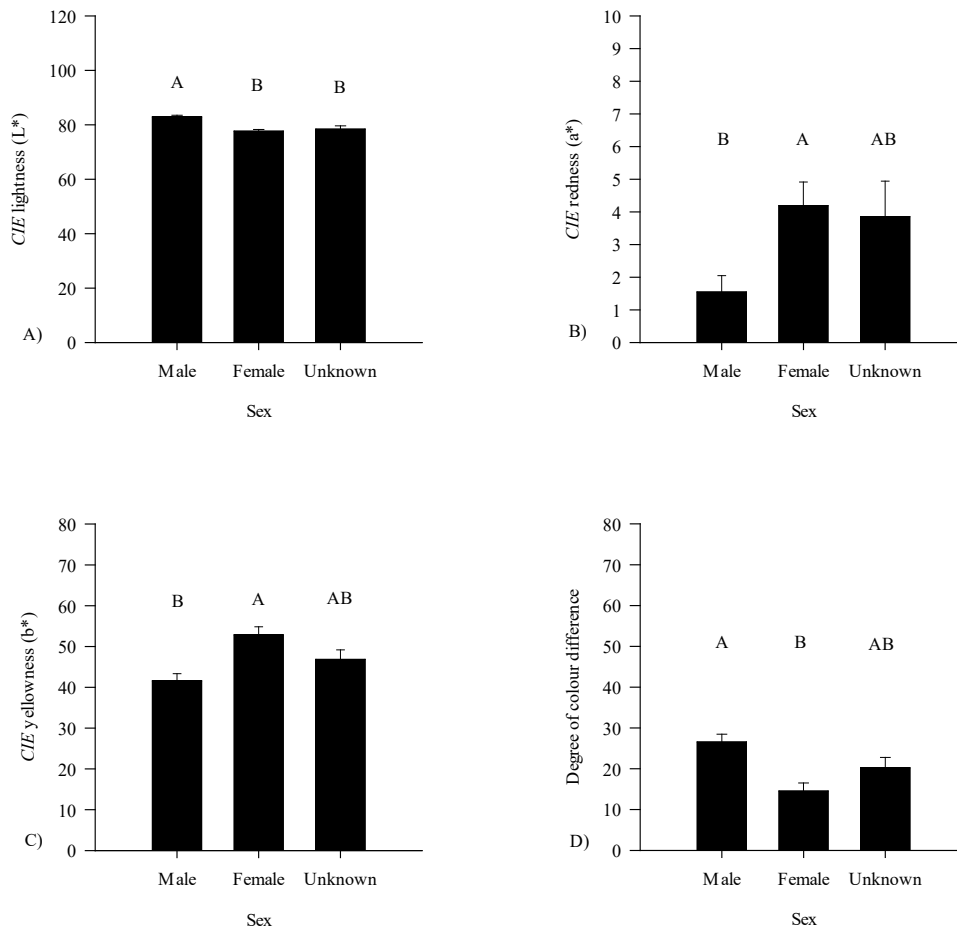 120
100
80
60
40
20
0
CIE lightness (L*)
A
B
B
A)
Male Female Unknown
Sex
10
9
8
7
6
5
4
3
2
1
0
CIE redness (a*)
B
A
AB
B)
Male Female Unknown
Sex
80
70
60
50
40
30
20
10
0
CIE yellowness (b*)
B
A
AB
C)
Male Female Unknown
Sex
80
70
60
50
40
30
20
10
0
Degree of colour difference
A
B
AB
D)
Male Female Unknown
Sex